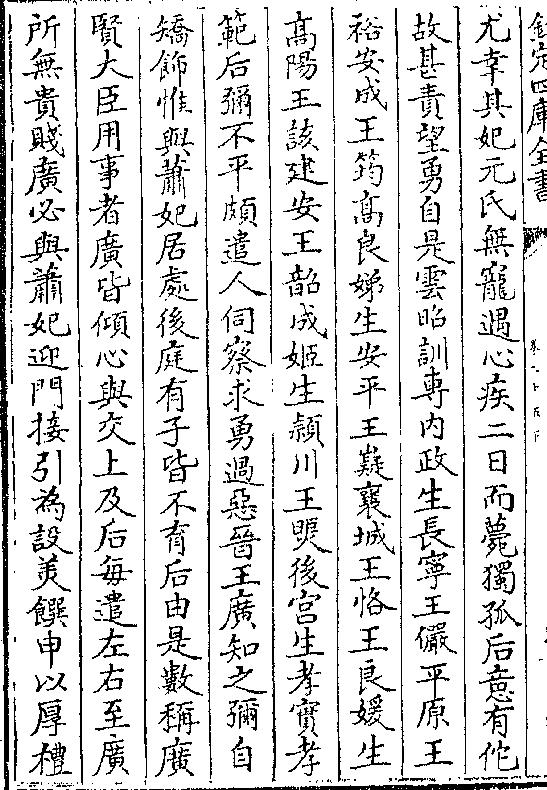 欽定四庫全書
尤幸其妃元氏無寵遇心疾二日而薨獨孤后意有佗
故甚責望勇自是雲昭訓專内政生長寧王儼平原王
裕安成王筠高良娣生安平王嶷襄城王恪王良媛生
高陽王該建安王韶成姬生潁川王煚後宫生孝實孝
範后彌不平頗遣人伺察求勇過惡晉王廣知之彌自
矯飾惟與蕭妃居處後庭有子皆不育后由是數稱廣
賢大臣用事者廣皆傾心與交上及后每遣左右至廣
所無貴賤廣必與蕭妃迎門接引為設美饌申以厚禮